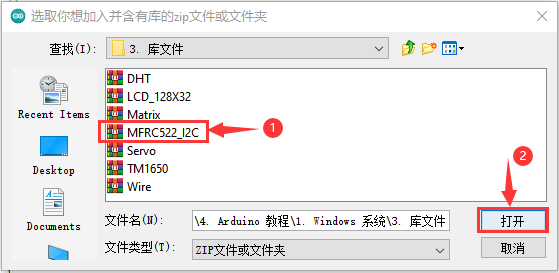 选取你想加入并含有库的zip文件或文件夹
查找(I): 3. 库文件
Recent Items
Desktop
Documents
DHT
LCD_128X32
Matrix
MFRC522_I2C
1
Servo
TM1650
Wire
2
文件名(N): \4. Arduino 教程\1. Windows 系统\3. 库文件
打开
文件类型(T): ZIP文件或文件夹
取消